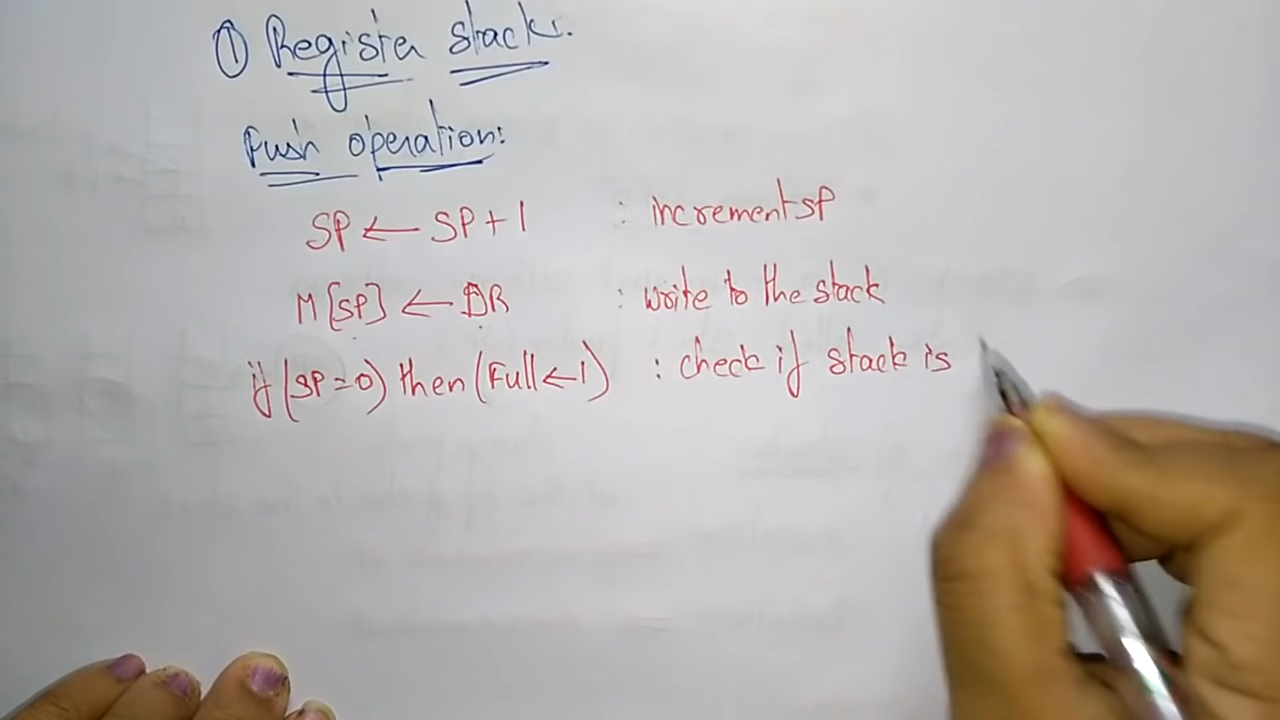 ① Register stack.
Push operation:
SP ← SP + 1 : increment SP
M[SP] ← DR : write to the stack
if (SP = 0) then (Full ← 1) : check if stack is